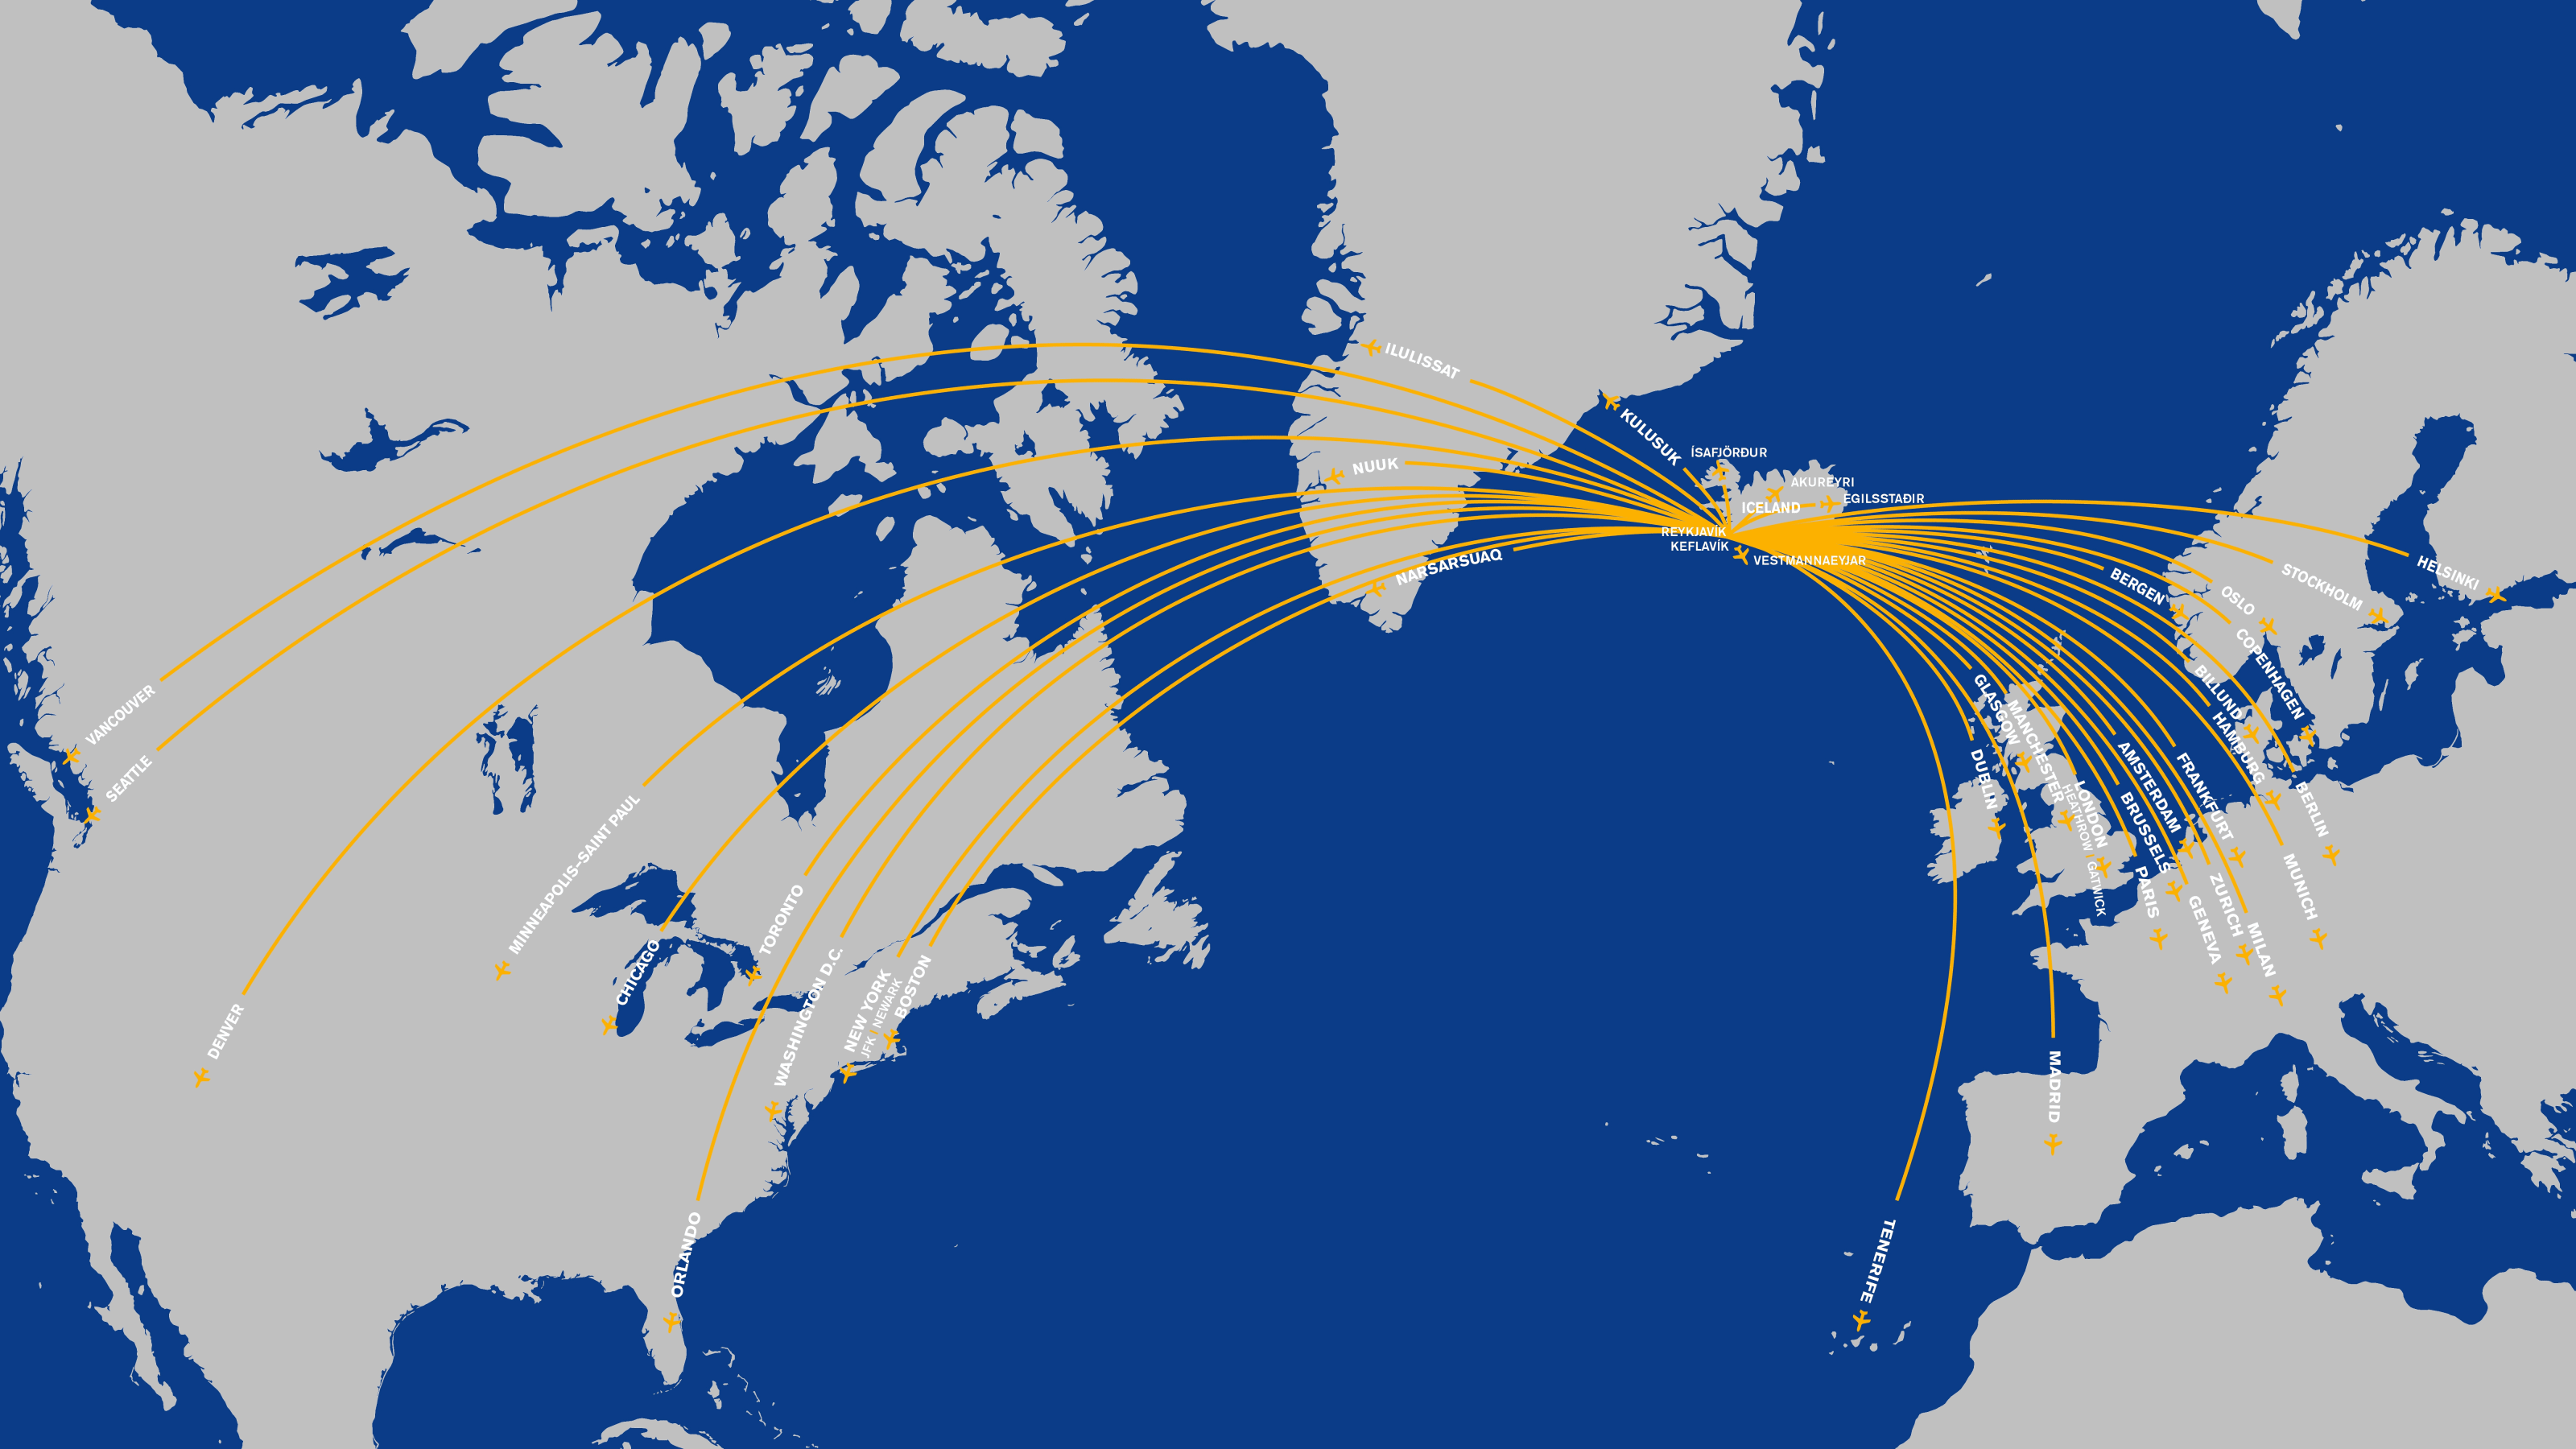 ILULISSAT
KULUSUK
NUUK
NARSARSUAQ
ÍSAFJÖRÐUR
AKUREYRI
EGILSSTAÐIR
ICELAND
REYKJAVÍK
KEFLAVÍK
VESTMANNAEYJAR
VANCOUVER
SEATTLE
DENVER
MINNEAPOLIS–SAINT PAUL
CHICAGO
TORONTO
WASHINGTON D.C.
NEW YORK
JFK / NEWARK
BOSTON
ORLANDO
HELSINKI
STOCKHOLM
OSLO
BERGEN
COPENHAGEN
BILLUND
HAMBURG
BERLIN
GLASGOW
MANCHESTER
DUBLIN
LONDON
HEATHROW / GATWICK
AMSTERDAM
BRUSSELS
FRANKFURT
PARIS
ZURICH
GENEVA
MILAN
MUNICH
MADRID
TENERIFE